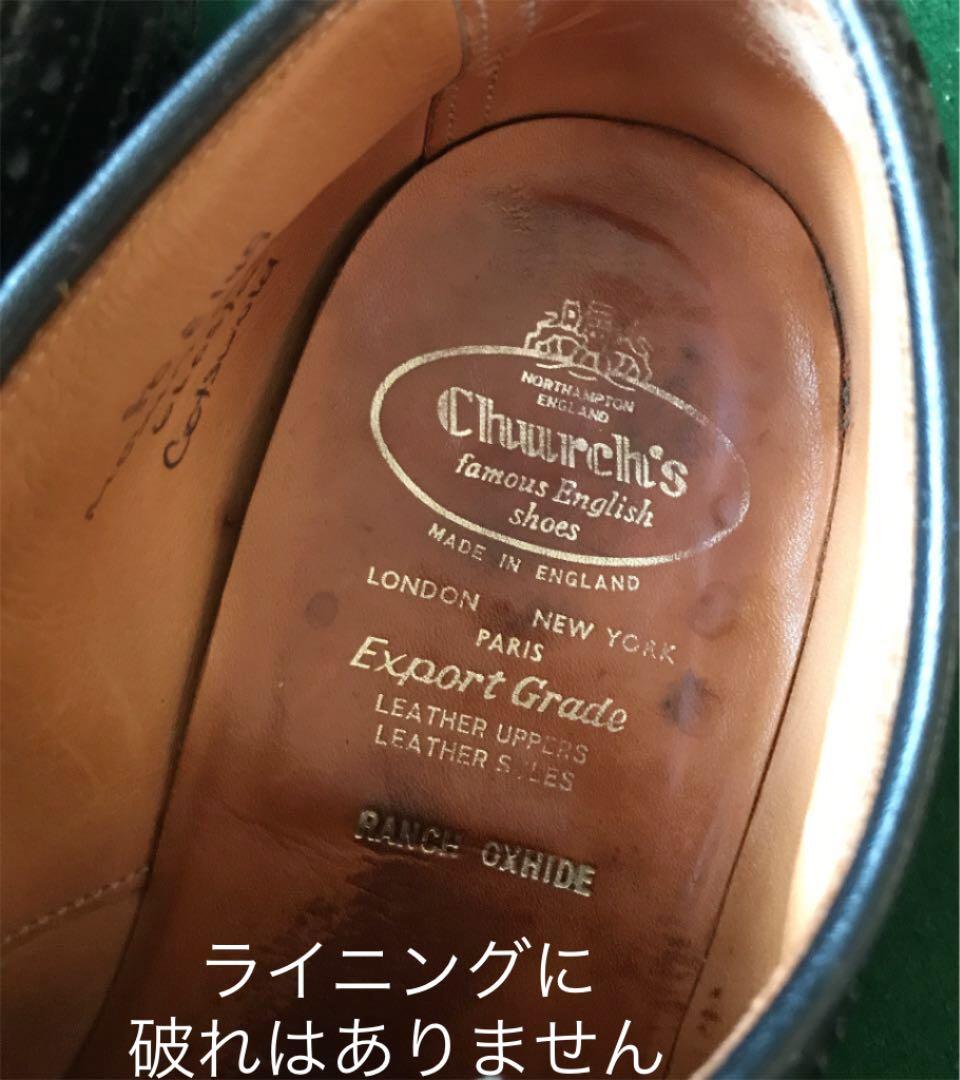 NORTHAMPTON
ENGLAND
Church's
famous English
shoes
MADE IN ENGLAND
LONDON NEW YORK
PARIS
Export Grade
LEATHER UPPERS
LEATHER SOLES
RANCH OXHIDE
ライニングに
破れはありません